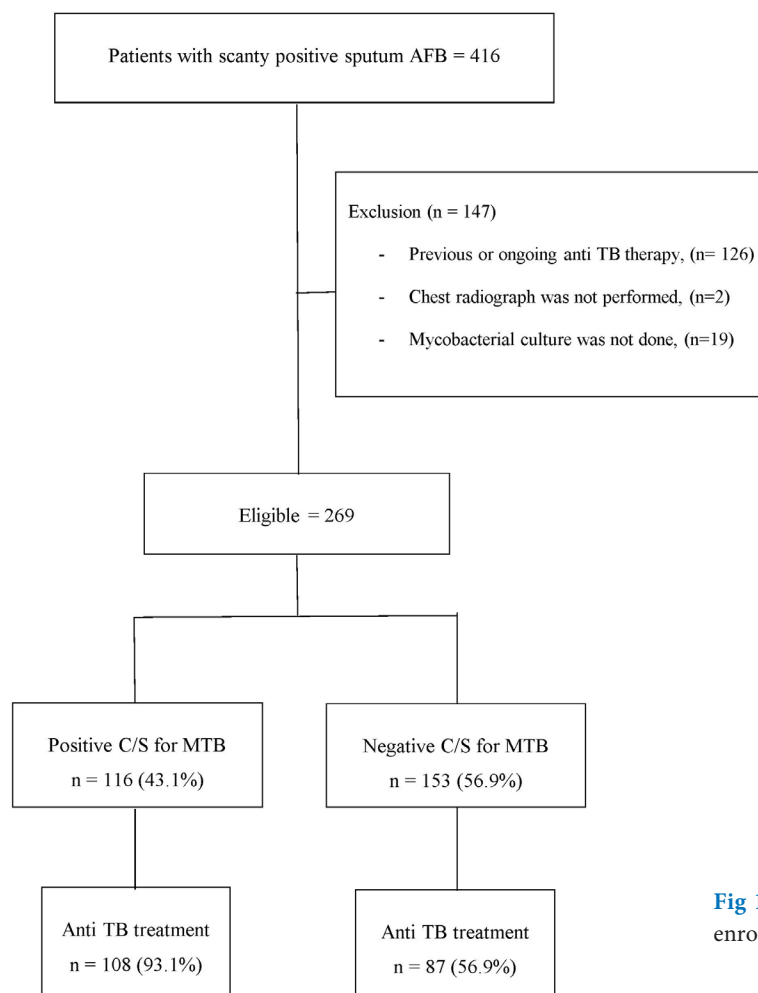 Patients with scanty positive sputum AFB = 416
Exclusion (n = 147)
- Previous or ongoing anti TB therapy, (n= 126)
- Chest radiograph was not performed, (n=2)
- Mycobacterial culture was not done, (n=19)
Eligible = 269
Positive C/S for MTB
n = 116 (43.1%)
Negative C/S for MTB
n = 153 (56.9%)
Anti TB treatment
n = 108 (93.1%)
Anti TB treatment
n = 87 (56.9%)
Fig